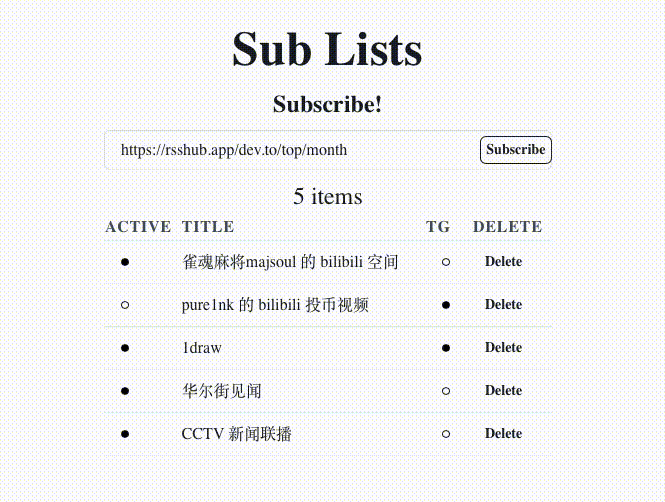 Sub Lists
Subscribe!
https://rsshub.app/dev.to/top/month Subscribe
5 items
ACTIVE TITLE TG DELETE
雀魂麻将majsoul 的 bilibili 空间 Delete
pure1nk 的 bilibili 投币视频 Delete
1draw Delete
华尔街见闻 Delete
CCTV 新闻联播 Delete